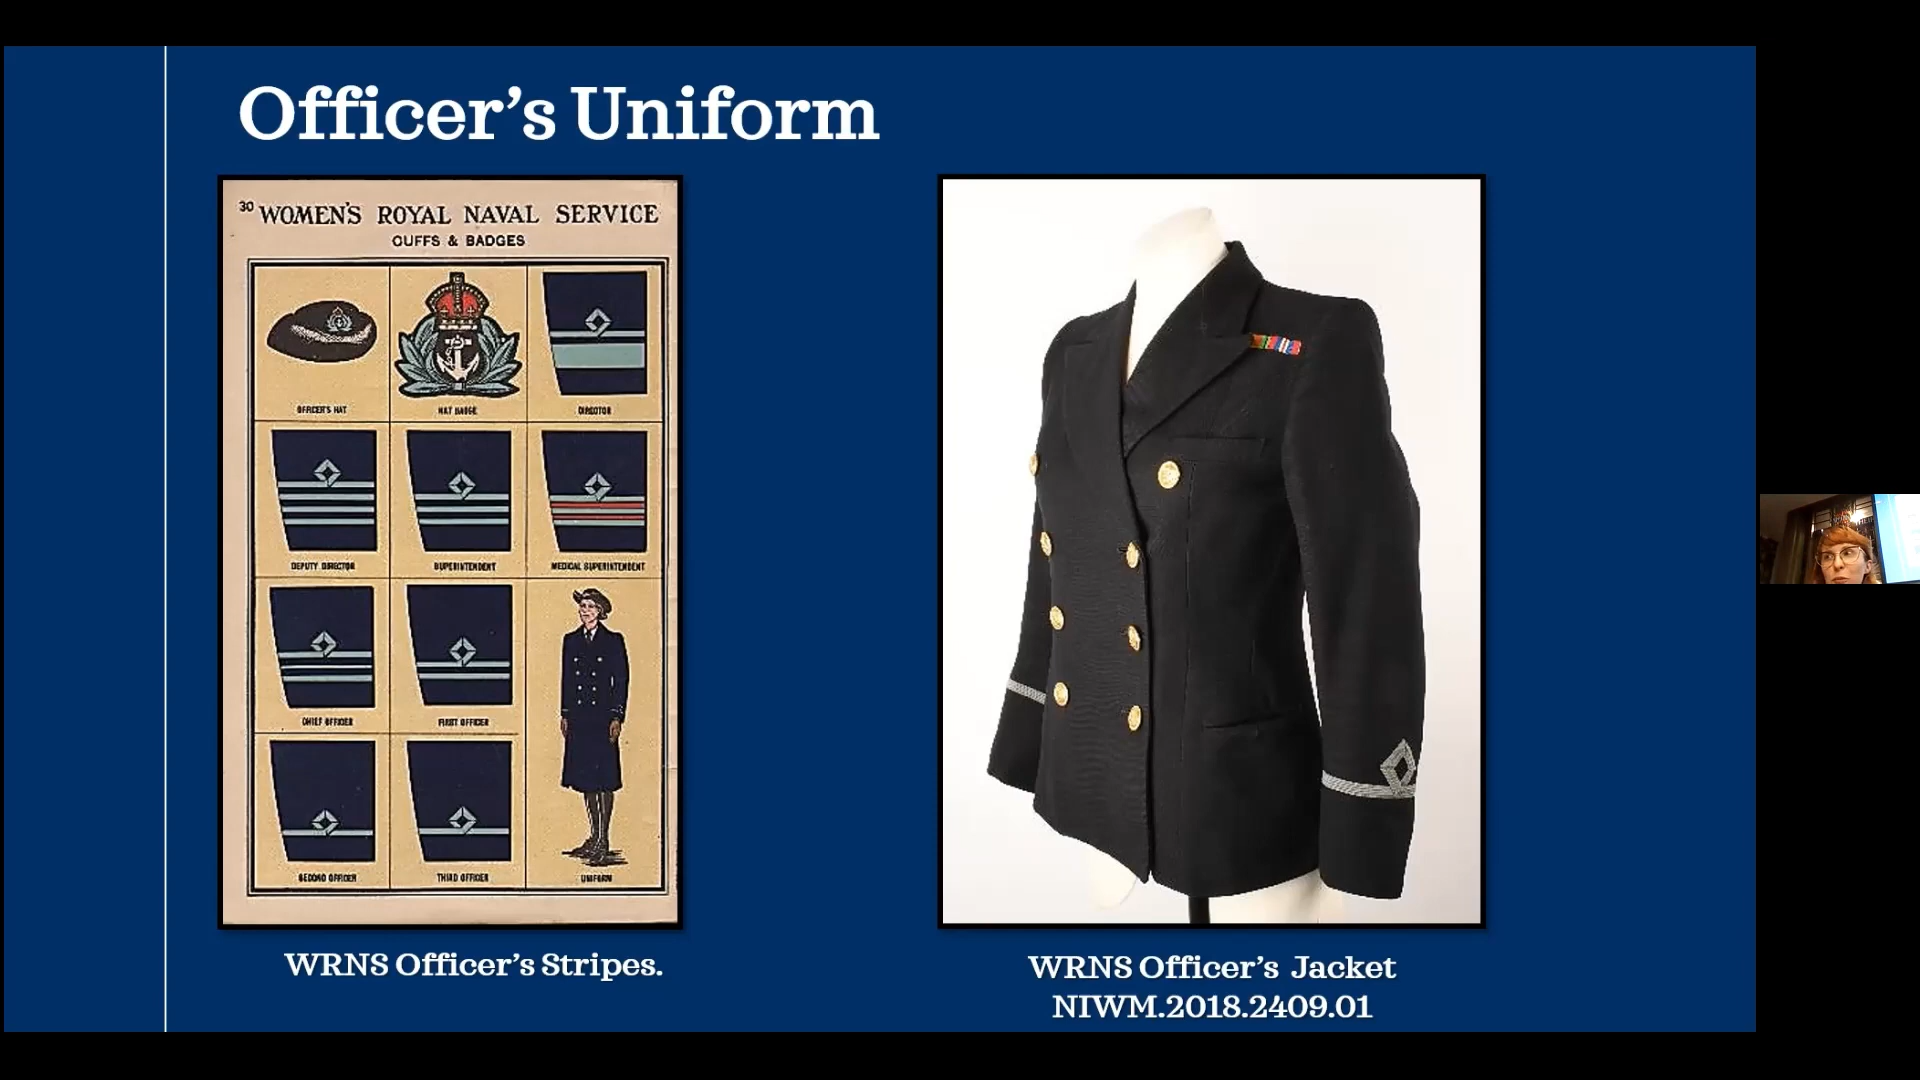 Officer's Uniform
30
WOMEN'S ROYAL NAVAL SERVICE
CUFFS & BADGES
OFFICER'S HAT
HAT BADGE
DIRECTOR
DEPUTY DIRECTOR
SUPERINTENDENT
MEDICAL SUPERINTENDENT
CHIEF OFFICER
FIRST OFFICER
SECOND OFFICER
THIRD OFFICER
UNIFORM
WRNS Officer's Stripes.
WRNS Officer's Jacket
NIWM.2018.2409.01